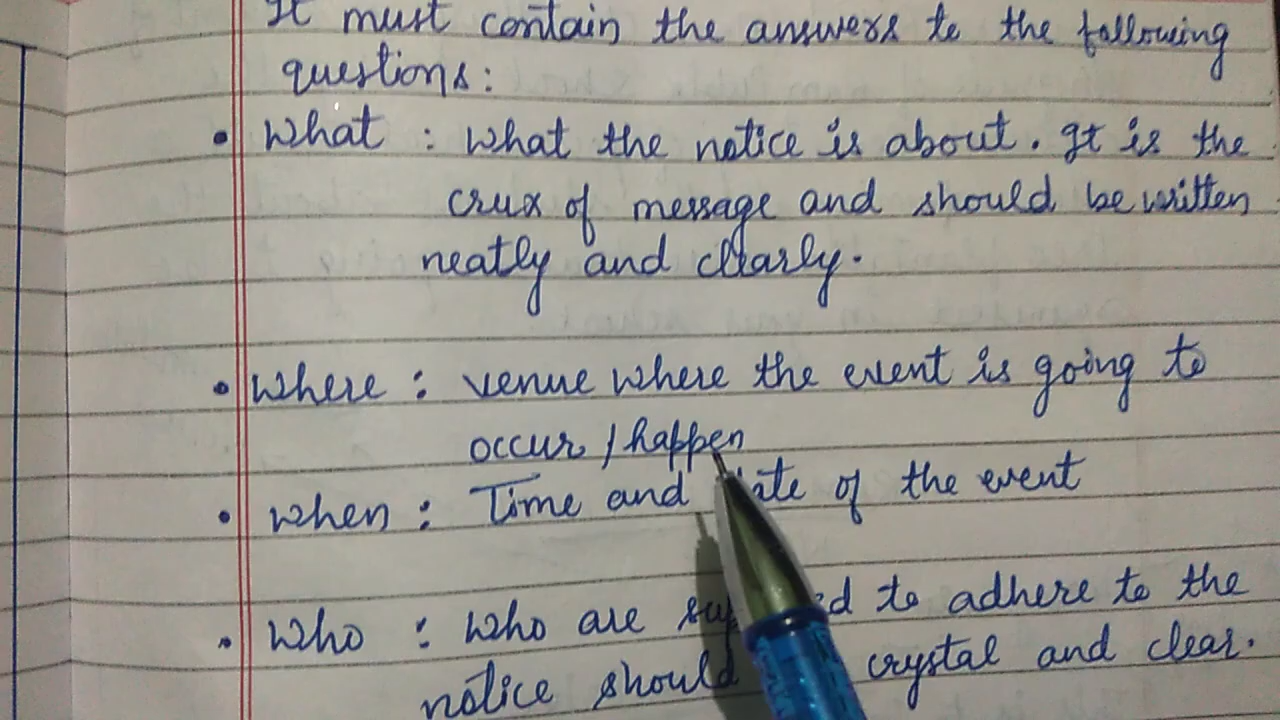 It must contain the answers to the following
questions:
• What : What the notice is about. It is the
crux of message and should be written
neatly and clearly.
• Where : venue where the event is going to
occur / happen
• When : Time and of the event
• Who : Who are to adhere to the
notice should crystal and clear.